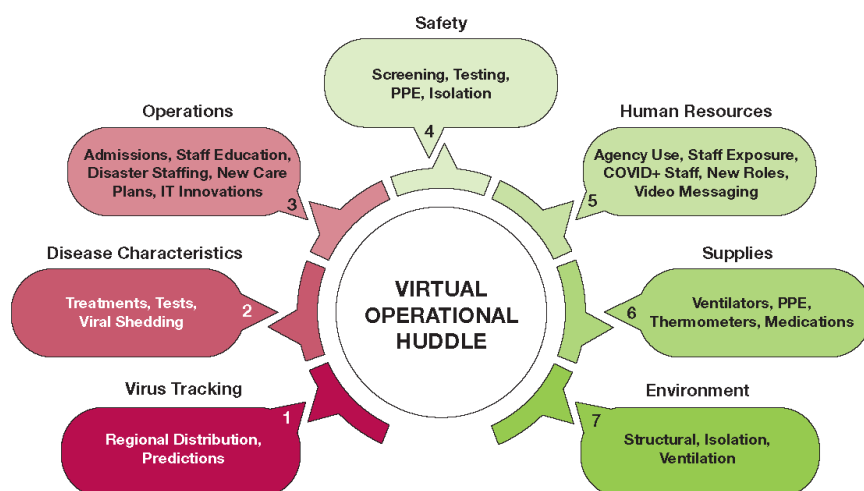 Safety
Screening, Testing,
PPE, Isolation
4
Operations
Admissions, Staff Education,
Disaster Staffing, New Care
Plans, IT Innovations
3
Human Resources
Agency Use, Staff Exposure,
COVID+ Staff, New Roles,
Video Messaging
5
Disease Characteristics
Treatments, Tests,
Viral Shedding
2
VIRTUAL
OPERATIONAL
HUDDLE
Supplies
Ventilators, PPE,
Thermometers, Medications
6
Virus Tracking
1
Regional Distribution,
Predictions
Environment
7
Structural, Isolation,
Ventilation